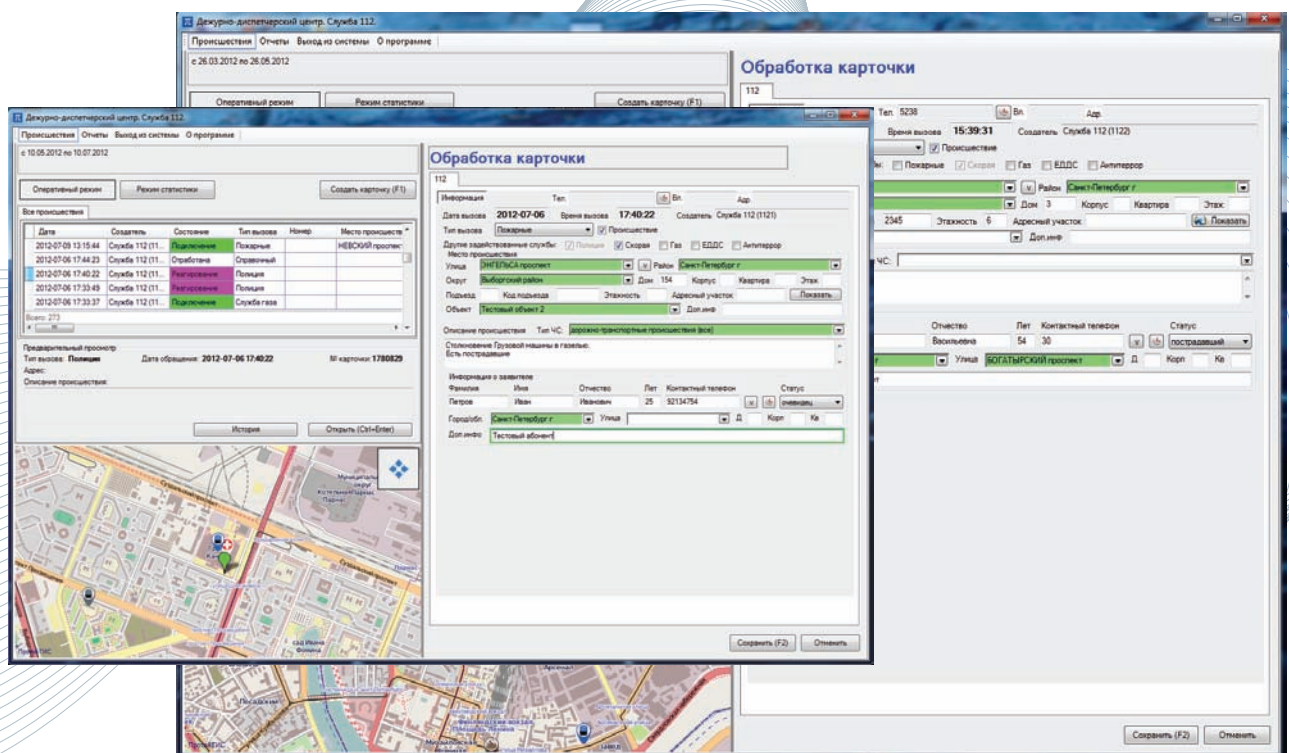 Дежурно-диспетчерский центр. Служба 112.
Происшествия Отчеты Выход из системы О программе
с 26.03.2012 по 26.05.2012
Оперативный режим Режим статистики Создать карточку (F1)
Обработка карточки
112
Тел. 5238 Вл. Адр.
Время вызова 15:39:31 Создатель Служба 112 (1122)
Происшествие
Пожарные Скорая Газ ЕДДС Антитеррор
Район Санкт-Петербург г
Дом 3 Корпус Квартира Этаж
2345 Этажность 6 Адресный участок Показать
Доп.инф
ЧС:
Отчество Лет Контактный телефон Статус
Васильевна 54 30 v пострадавший
Улица БОГАТЫРСКИЙ проспект Д Корп Кв
Сохранить (F2) Отменить
Дежурно-диспетчерский центр. Служба 112.
Происшествия Отчеты Выход из системы О программе
с 10.05.2012 по 10.07.2012
Оперативный режим Режим статистики Создать карточку (F1)
Все происшествия
Дата Создатель Состояние Тип вызова Номер Место происшеств
2012-07-09 13:15:44 Служба 112 (11... Подключение Пожарные НЕВСКИЙ проспект
2012-07-06 17:44:23 Служба 112 (11... Отработана Справочный
2012-07-06 17:40:22 Служба 112 (11... Реагирование Полиция
2012-07-06 17:33:49 Служба 112 (11... Реагирование Полиция
2012-07-06 17:33:37 Служба 112 (11... Подключение Служба газа
Всего: 273
Предварительный просмотр
Тип вызова: Полиция Дата обращения: 2012-07-06 17:40:22 № карточки: 1780829
Адрес:
Описание происшествия:
История Открыть (Ctrl+Enter)
Обработка карточки
112
Информация Тел. Вл. Адр.
Дата вызова 2012-07-06 Время вызова 17:40:22 Создатель Служба 112 (1121)
Тип вызова Пожарные Происшествие
Другие задействованные службы: Полиция Скорая Газ ЕДДС Антитеррор
Место происшествия
Улица ЭНГЕЛЬСА проспект v Район Санкт-Петербург г
Округ Выборгский район Дом 154 Корпус Квартира Этаж
Подъезд Код подъезда Этажность Адресный участок Показать
Объект Тестовый объект 2 Доп.инф
Описание происшествия Тип ЧС: дорожно-транспортные происшествия (все)
Столкновение Грузовой машины в газелью.
Есть пострадавшие
Информация о заявителе
Фамилия Имя Отчество Лет Контактный телефон Статус
Петров Иван Иванович 25 92134754 v очевидец
Город/обл. Санкт-Петербург г Улица Д Корп Кв
Доп.инфо Тестовый абонент
Сохранить (F2) Отменить
Суздальский проспект
Парнас
сад Ивана Фомина
Посадский
Арсенал
Финляндский вокзал
Площадь Ленина